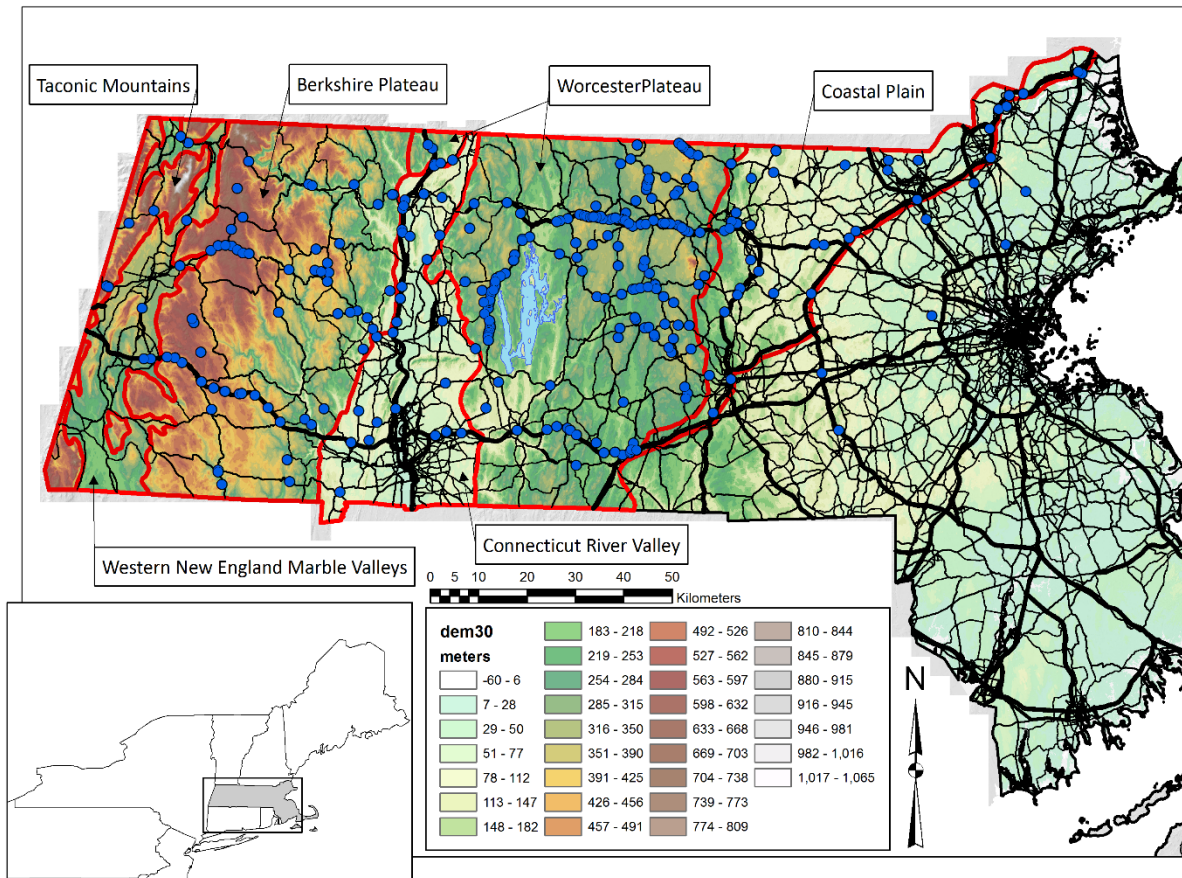 Taconic Mountains
Berkshire Plateau
WorcesterPlateau
Coastal Plain
Western New England Marble Valleys
Connecticut River Valley
0 5 10 20 30 40 50
Kilometers
dem30
meters
-60 - 6
7 - 28
29 - 50
51 - 77
78 - 112
113 - 147
148 - 182
183 - 218
219 - 253
254 - 284
285 - 315
316 - 350
351 - 390
391 - 425
426 - 456
457 - 491
492 - 526
527 - 562
563 - 597
598 - 632
633 - 668
669 - 703
704 - 738
739 - 773
774 - 809
810 - 844
845 - 879
880 - 915
916 - 945
946 - 981
982 - 1,016
1,017 - 1,065
N